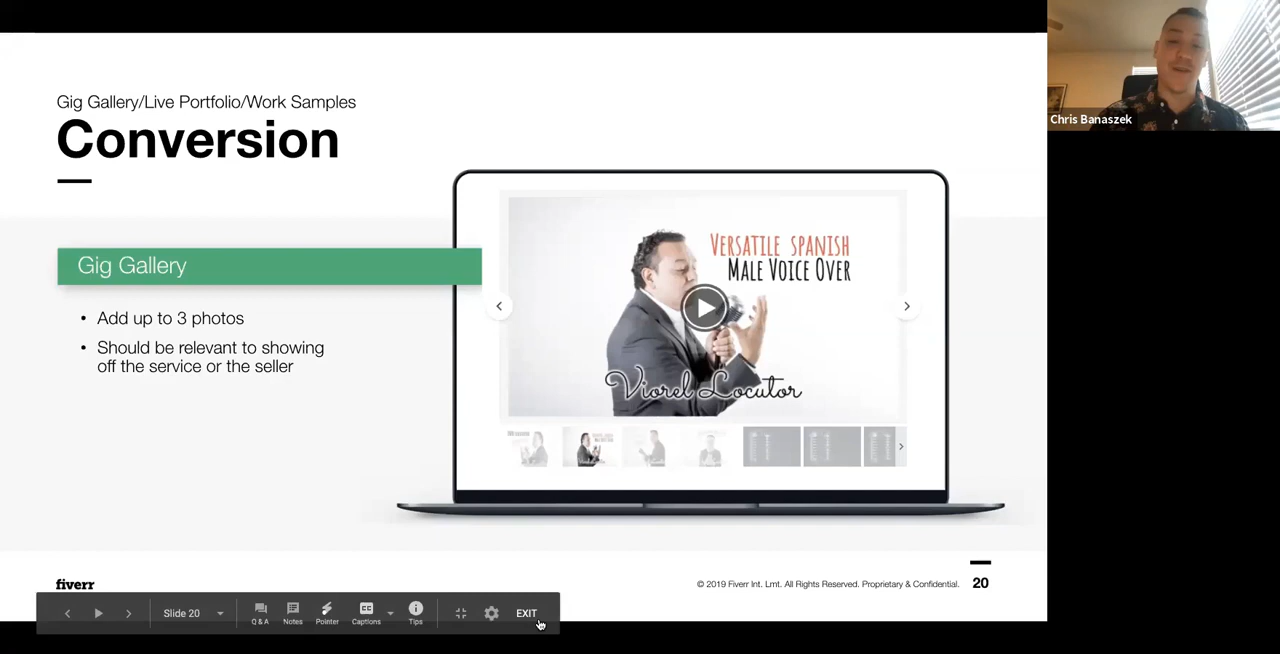 Gig Gallery/Live Portfolio/Work Samples
Conversion
Gig Gallery
• Add up to 3 photos
• Should be relevant to showing
off the service or the seller
VERSATILE SPANISH
MALE VOICE OVER
Viorel Locutor
fiverr
© 2019 Fiverr Int. Lmt. All Rights Reserved. Proprietary & Confidential.
20
Slide 20
Q & A
Notes
Pointer
CC
Captions
Tips
EXIT
Chris Banaszek